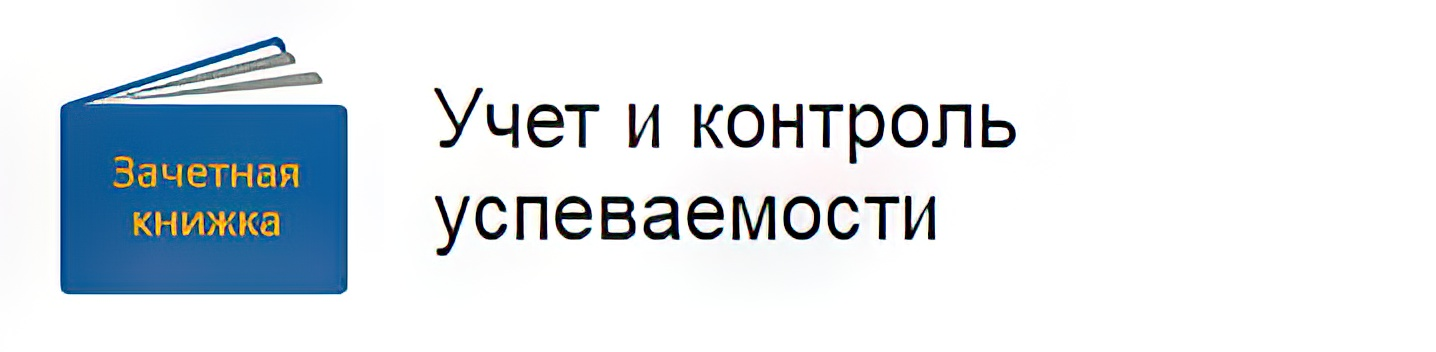 Зачетная
книжка
Учет и контроль
успеваемости